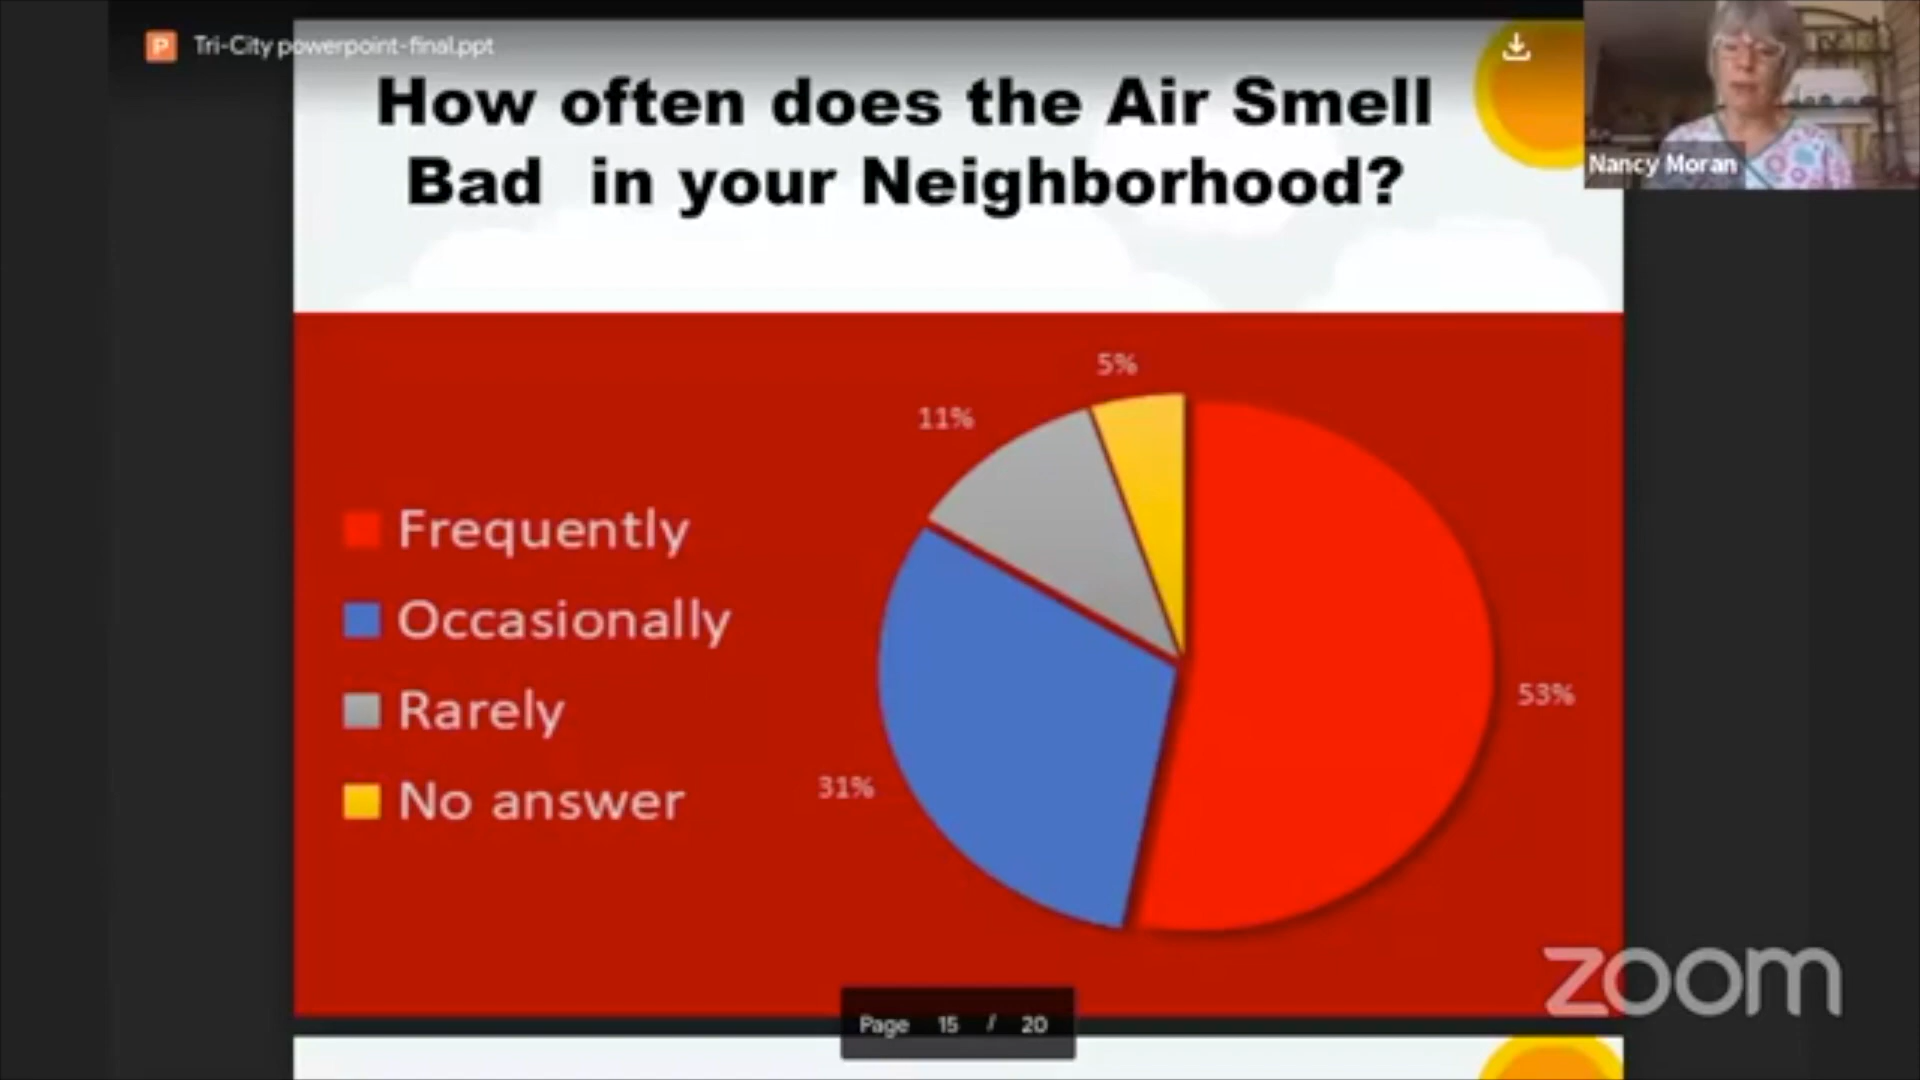 Tri-City powerpoint-final.ppt
How often does the Air Smell
Bad in your Neighborhood?
Nancy Moran
5%
11%
Frequently
Occasionally
Rarely
No answer
53%
31%
zoom
Page 15 / 20